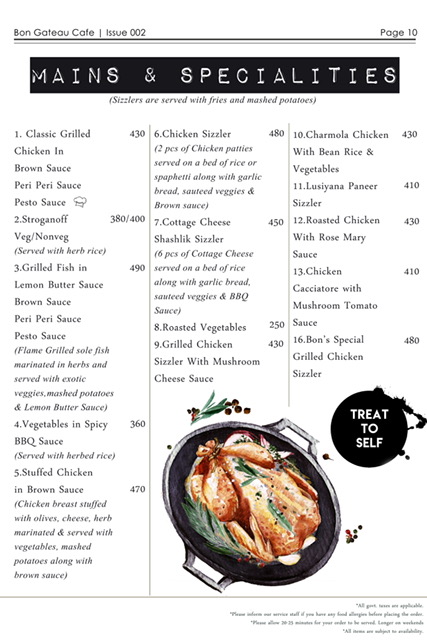 Bon Gateau Cafe | Issue 002 Page 10
MAINS & SPECIALITIES
(Sizzlers are served with fries and mashed potatoes)
1. Classic Grilled 430
Chicken In
Brown Sauce
Peri Peri Sauce
Pesto Sauce
2.Stroganoff 380/400
Veg/Nonveg
(Served with herb rice)
3.Grilled Fish in 490
Lemon Butter Sauce
Brown Sauce
Peri Peri Sauce
Pesto Sauce
(Flame Grilled sole fish
marinated in herbs and
served with exotic
veggies,mashed potatoes
& Lemon Butter Sauce)
4.Vegetables in Spicy 360
BBQ Sauce
(Served with herbed rice)
5.Stuffed Chicken
in Brown Sauce 470
(Chicken breast stuffed
with olives, cheese, herb
marinated & served with
vegetables, mashed
potatoes along with
brown sauce)
6.Chicken Sizzler 480
(2 pcs of Chicken patties
served on a bed of rice or
spaphetti along with garlic
bread, sauteed veggies &
Brown sauce)
7.Cottage Cheese 450
Shashlik Sizzler
(6 pcs of Cottage Cheese
served on a bed of rice
along with garlic bread,
sauteed veggies & BBQ
Sauce)
8.Roasted Vegetables 250
9.Grilled Chicken 430
Sizzler With Mushroom
Cheese Sauce
10.Charmola Chicken 430
With Bean Rice &
Vegetables
11.Lusiyana Paneer 410
Sizzler
12.Roasted Chicken 430
With Rose Mary
Sauce
13.Chicken 410
Cacciatore with
Mushroom Tomato
Sauce
16.Bon's Special 480
Grilled Chicken
Sizzler
TREAT
TO
SELF
*All govt. taxes are applicable.
*Please inform our service staff if you have any food allergies before placing the order.
*Please allow 20-25 minutes for your order to be served. Longer on weekends
*All items are subject to availability.